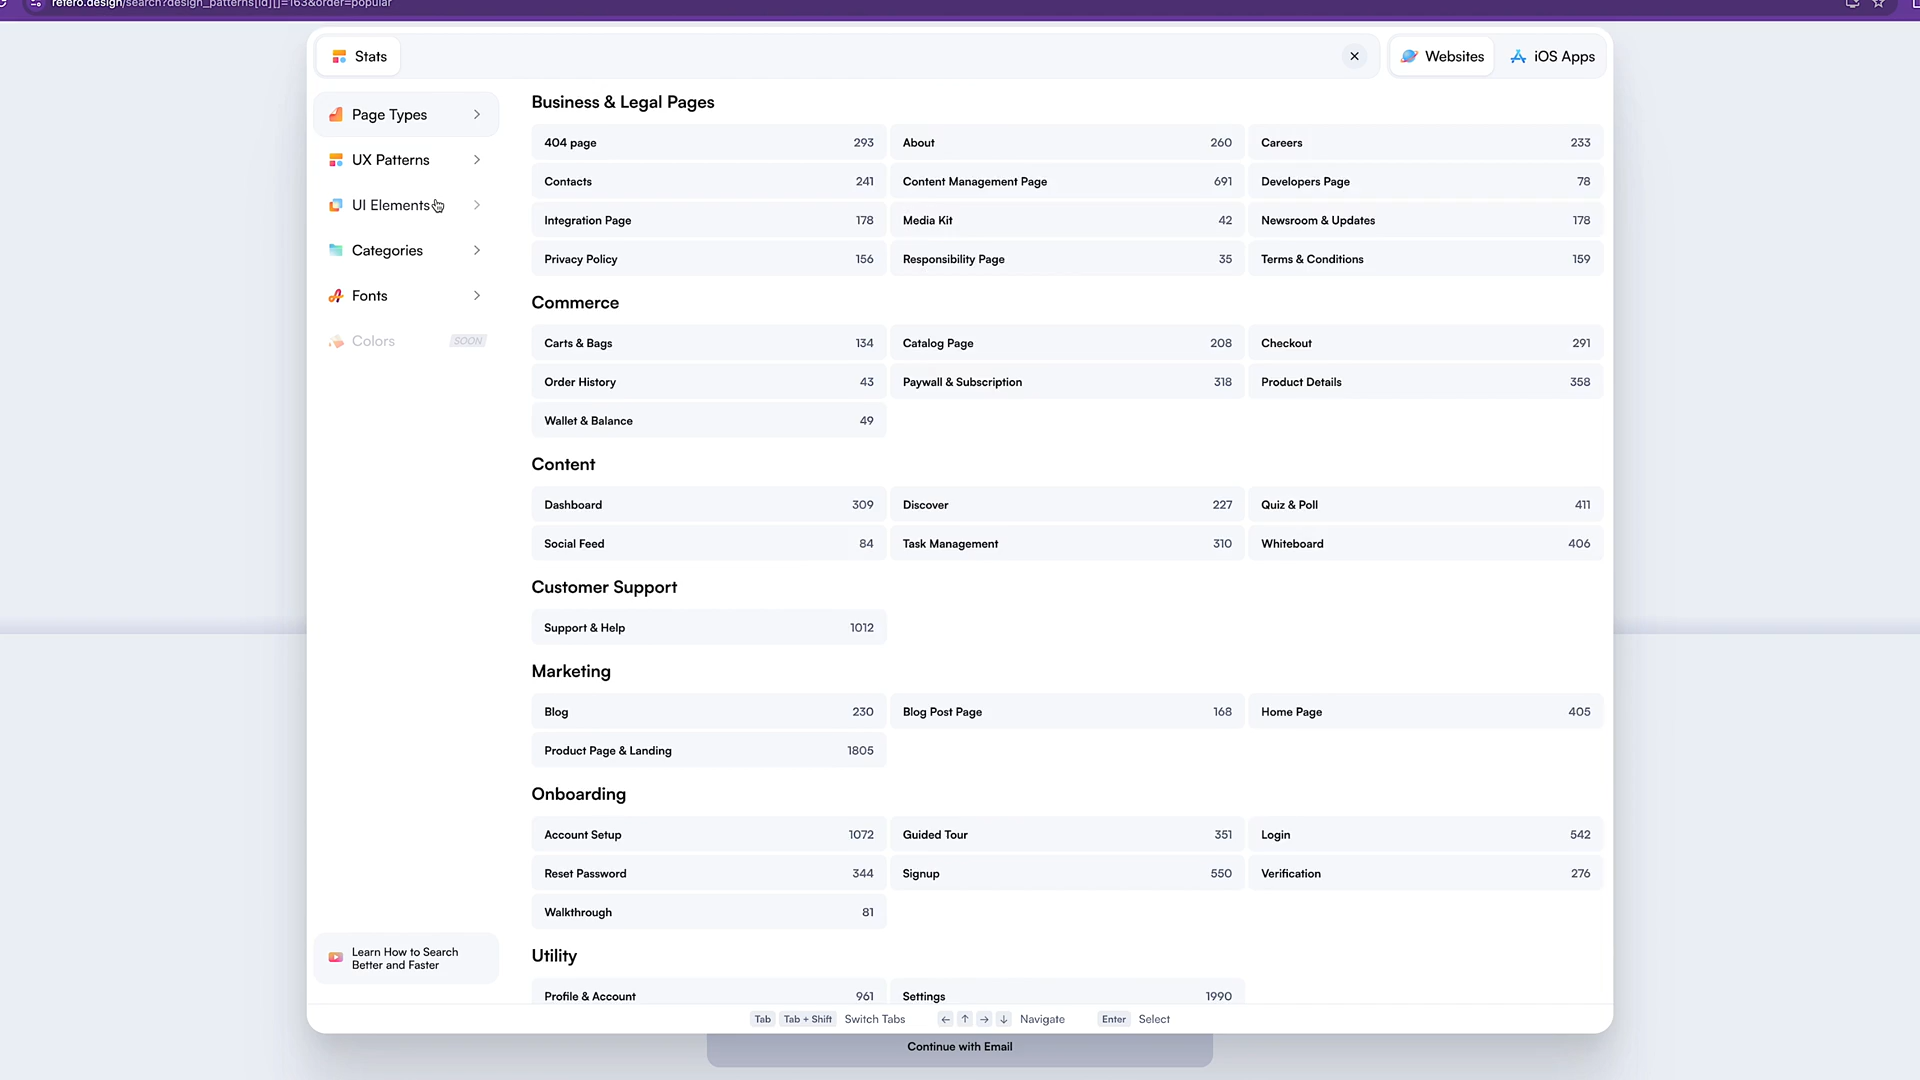 refero.design/search?design_patterns[id][]=163&order=popular
Stats
Websites
iOS Apps
Page Types
UX Patterns
UI Elements
Categories
Fonts
Colors
SOON
Business & Legal Pages
404 page 293
About 260
Careers 233
Contacts 241
Content Management Page 691
Developers Page 78
Integration Page 178
Media Kit 42
Newsroom & Updates 178
Privacy Policy 156
Responsibility Page 35
Terms & Conditions 159
Commerce
Carts & Bags 134
Catalog Page 208
Checkout 291
Order History 43
Paywall & Subscription 318
Product Details 358
Wallet & Balance 49
Content
Dashboard 309
Discover 227
Quiz & Poll 411
Social Feed 84
Task Management 310
Whiteboard 406
Customer Support
Support & Help 1012
Marketing
Blog 230
Blog Post Page 168
Home Page 405
Product Page & Landing 1805
Onboarding
Account Setup 1072
Guided Tour 351
Login 542
Reset Password 344
Signup 550
Verification 276
Walkthrough 81
Utility
Profile & Account 961
Settings 1990
Learn How to Search
Better and Faster
Tab Tab + Shift Switch Tabs ← ↑ → ↓ Navigate Enter Select
Continue with Email